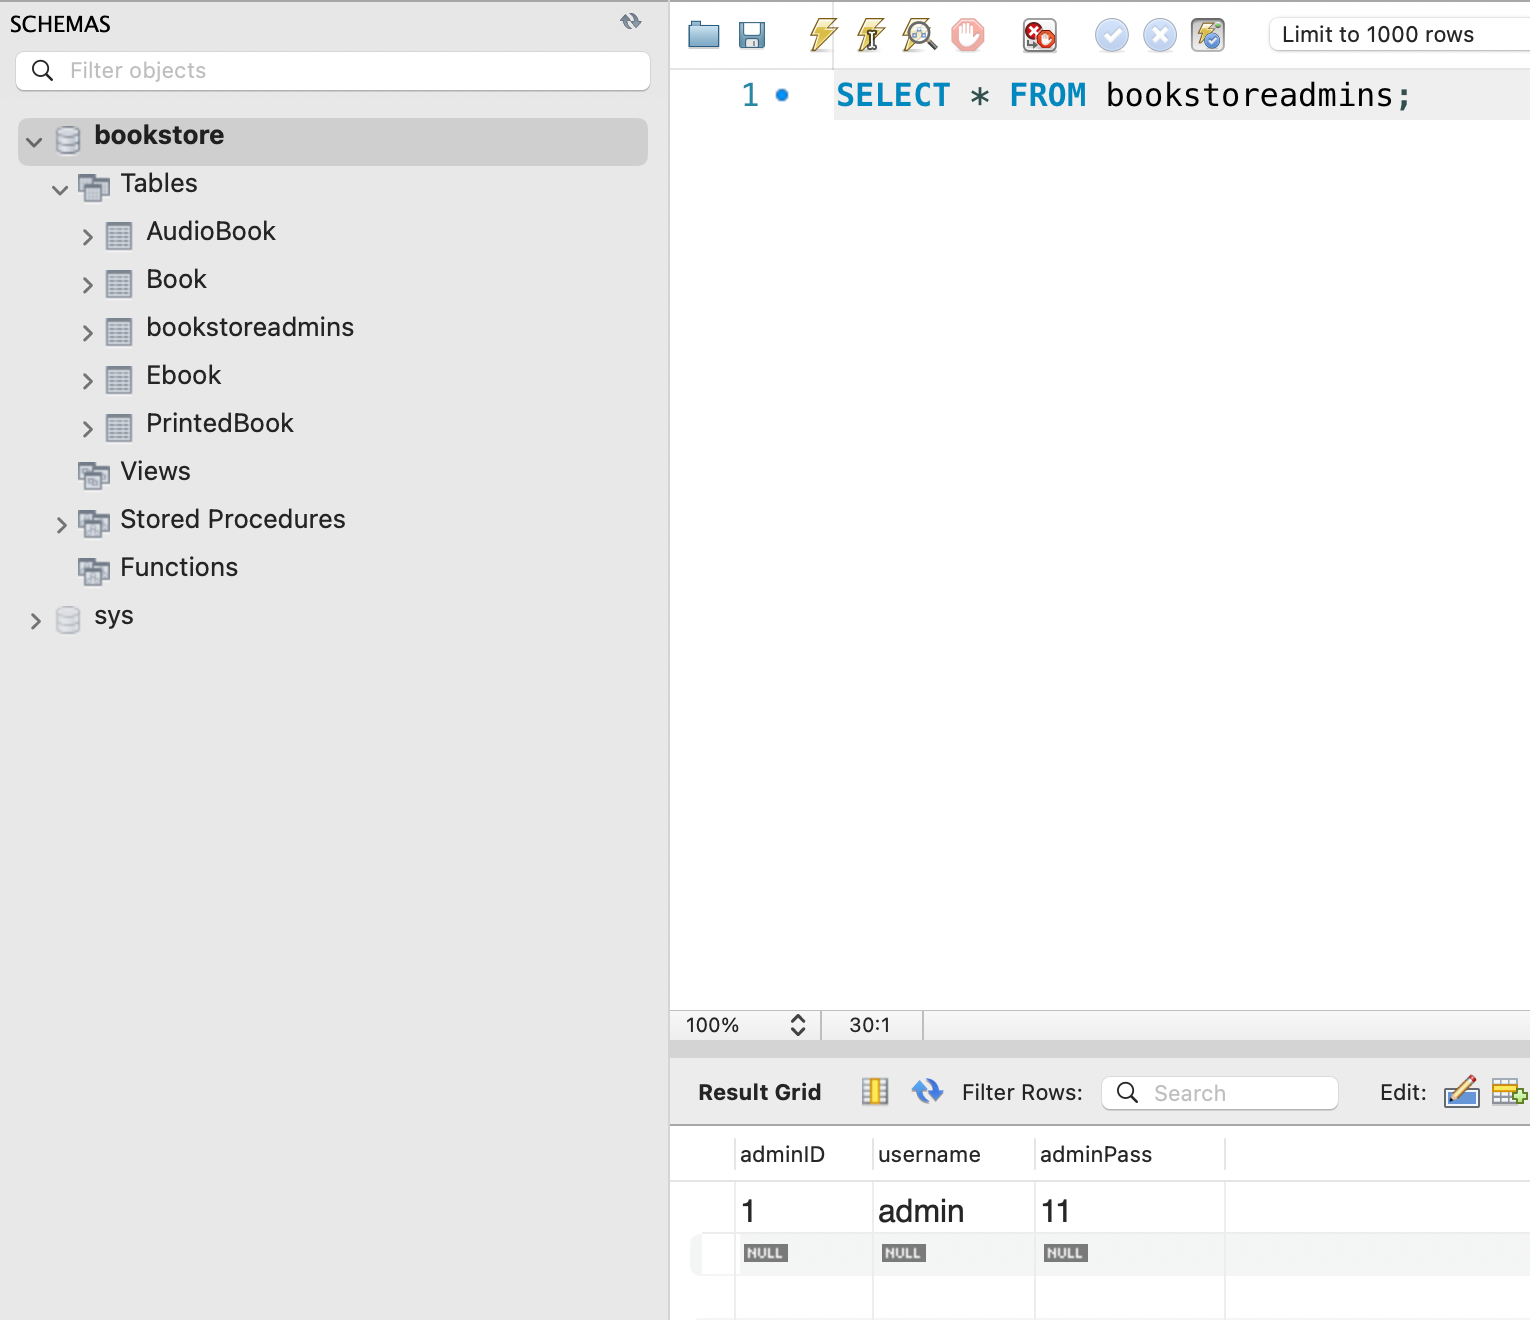 SCHEMAS
Filter objects
bookstore
Tables
AudioBook
Book
bookstoreadmins
Ebook
PrintedBook
Views
Stored Procedures
Functions
sys
Limit to 1000 rows
1 SELECT * FROM bookstoreadmins;
100% 30:1
Result Grid Filter Rows: Search Edit:
adminID username adminPass
1 admin 11
NULL NULL NULL